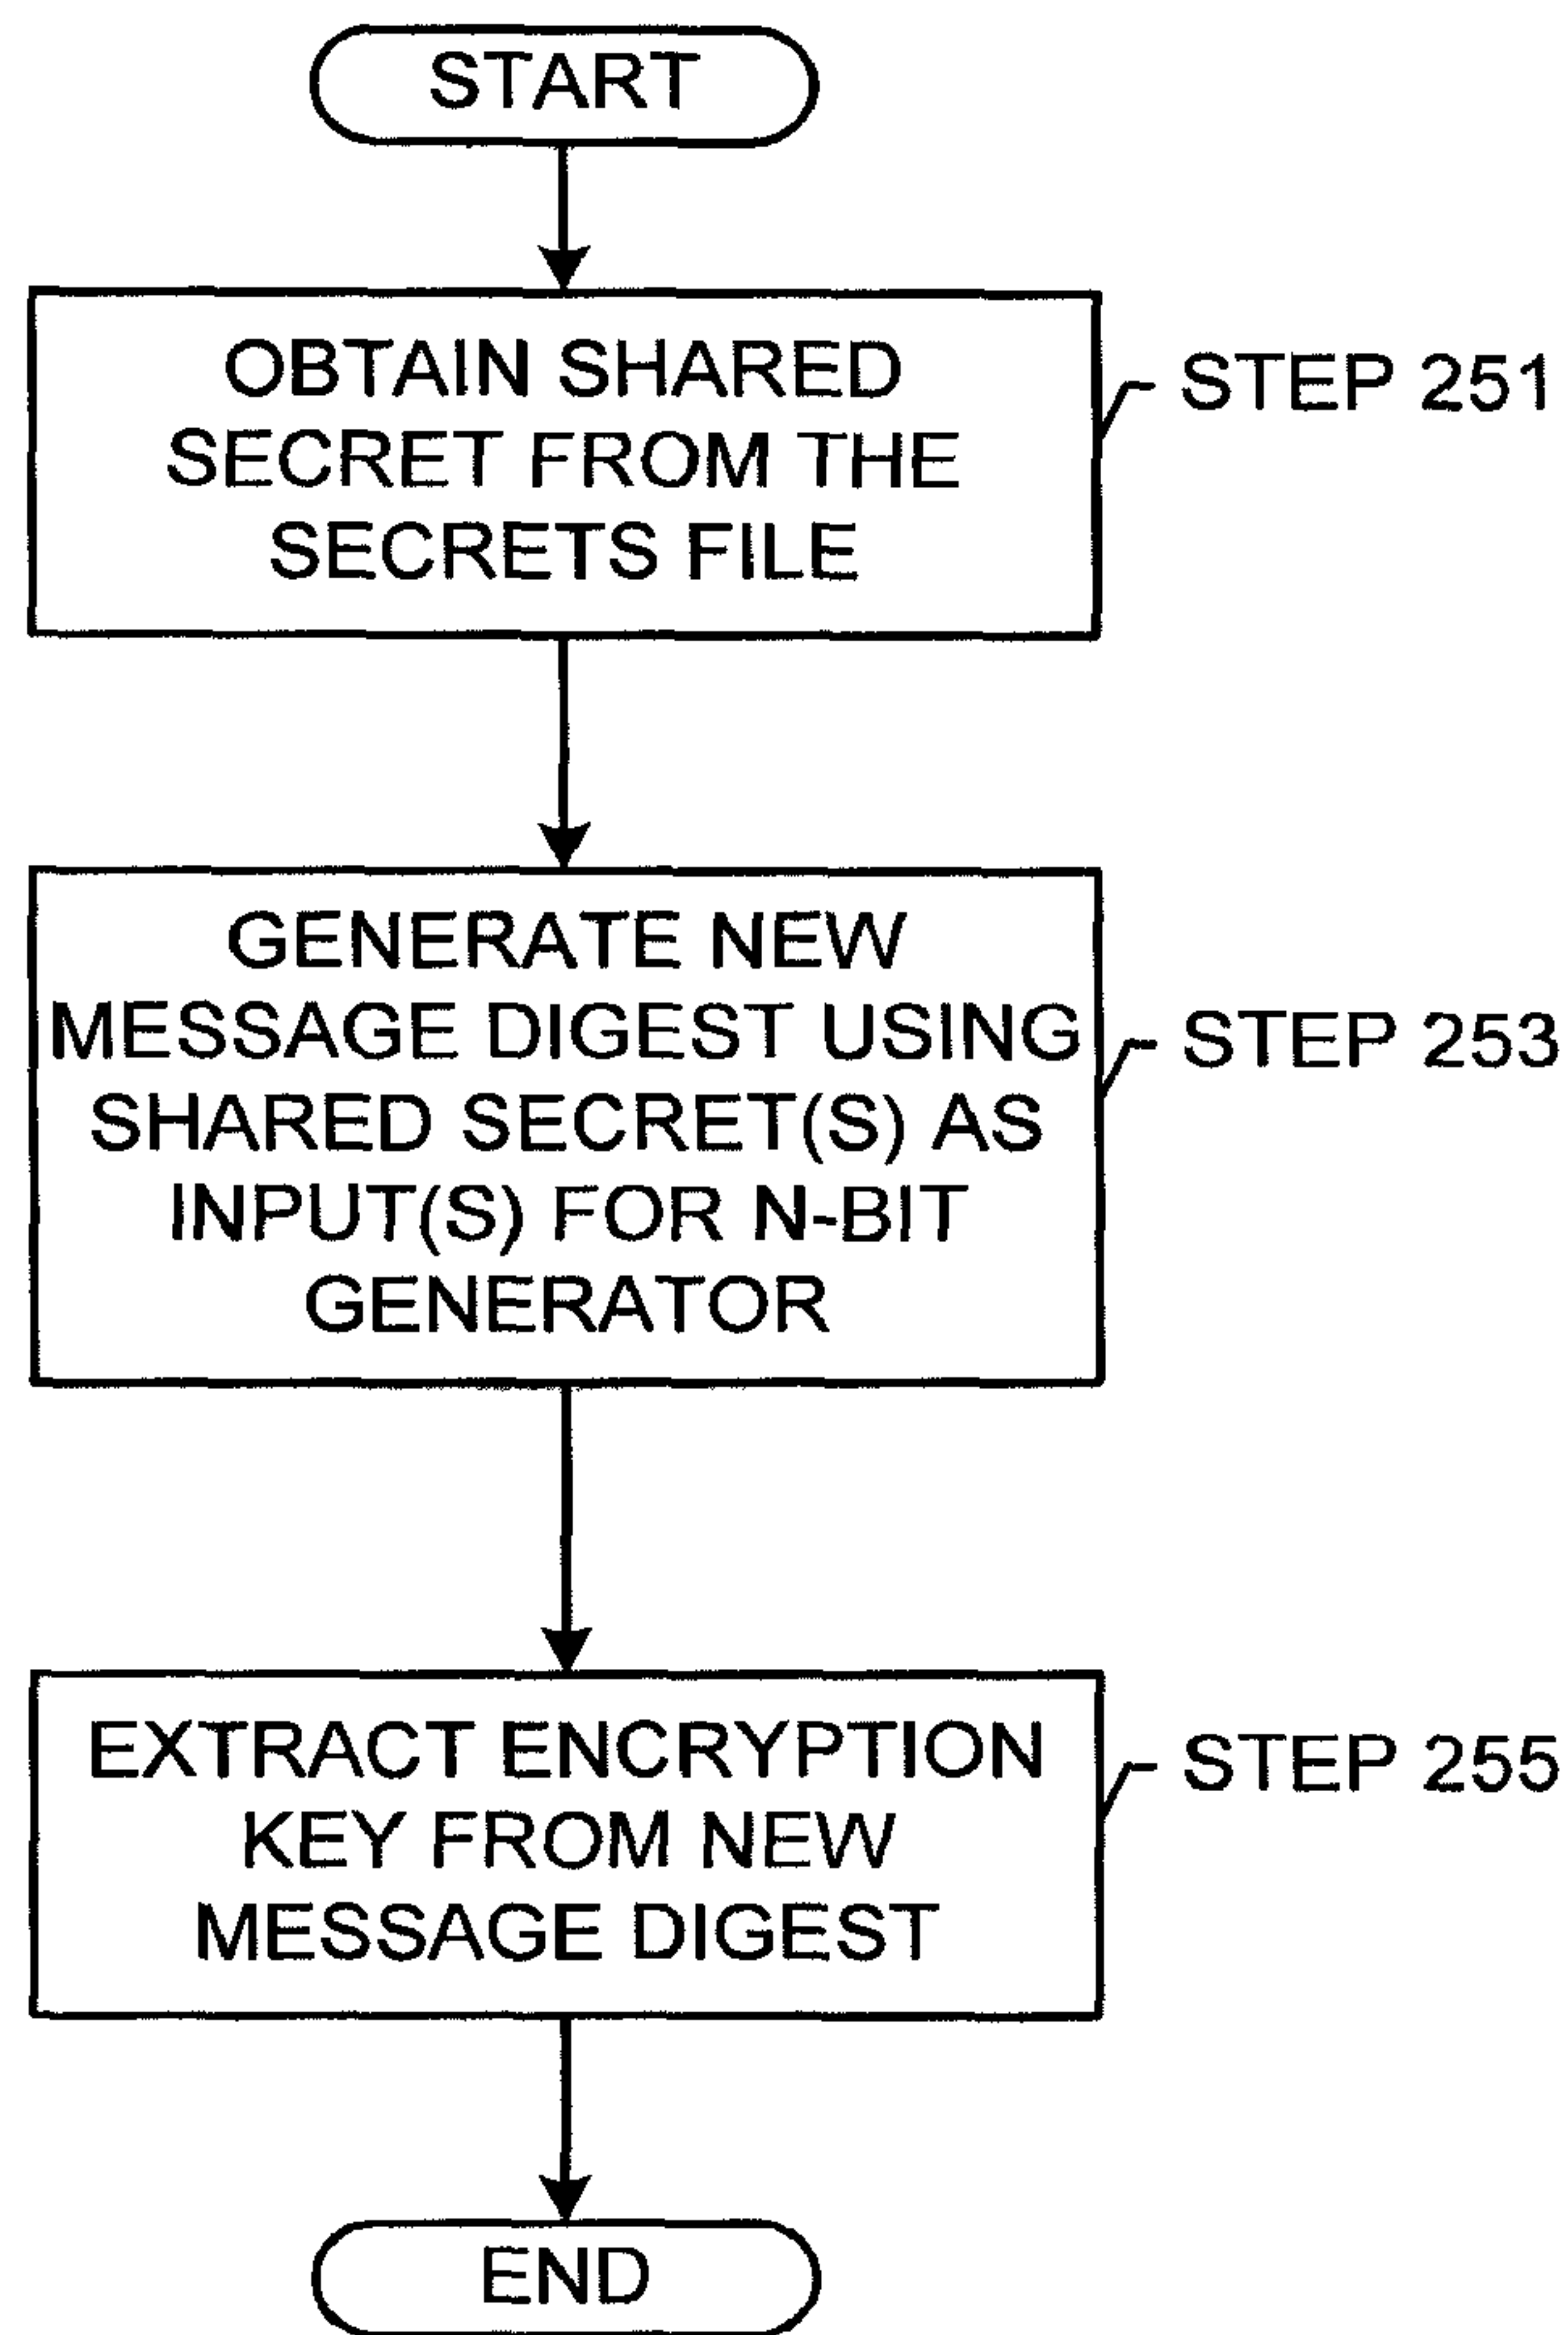 START
OBTAIN SHARED
SECRET FROM THE
SECRETS FILE
STEP 251
GENERATE NEW
MESSAGE DIGEST USING
SHARED SECRET(S) AS
INPUT(S) FOR N-BIT
GENERATOR
STEP 253
EXTRACT ENCRYPTION
KEY FROM NEW
MESSAGE DIGEST
STEP 255
END